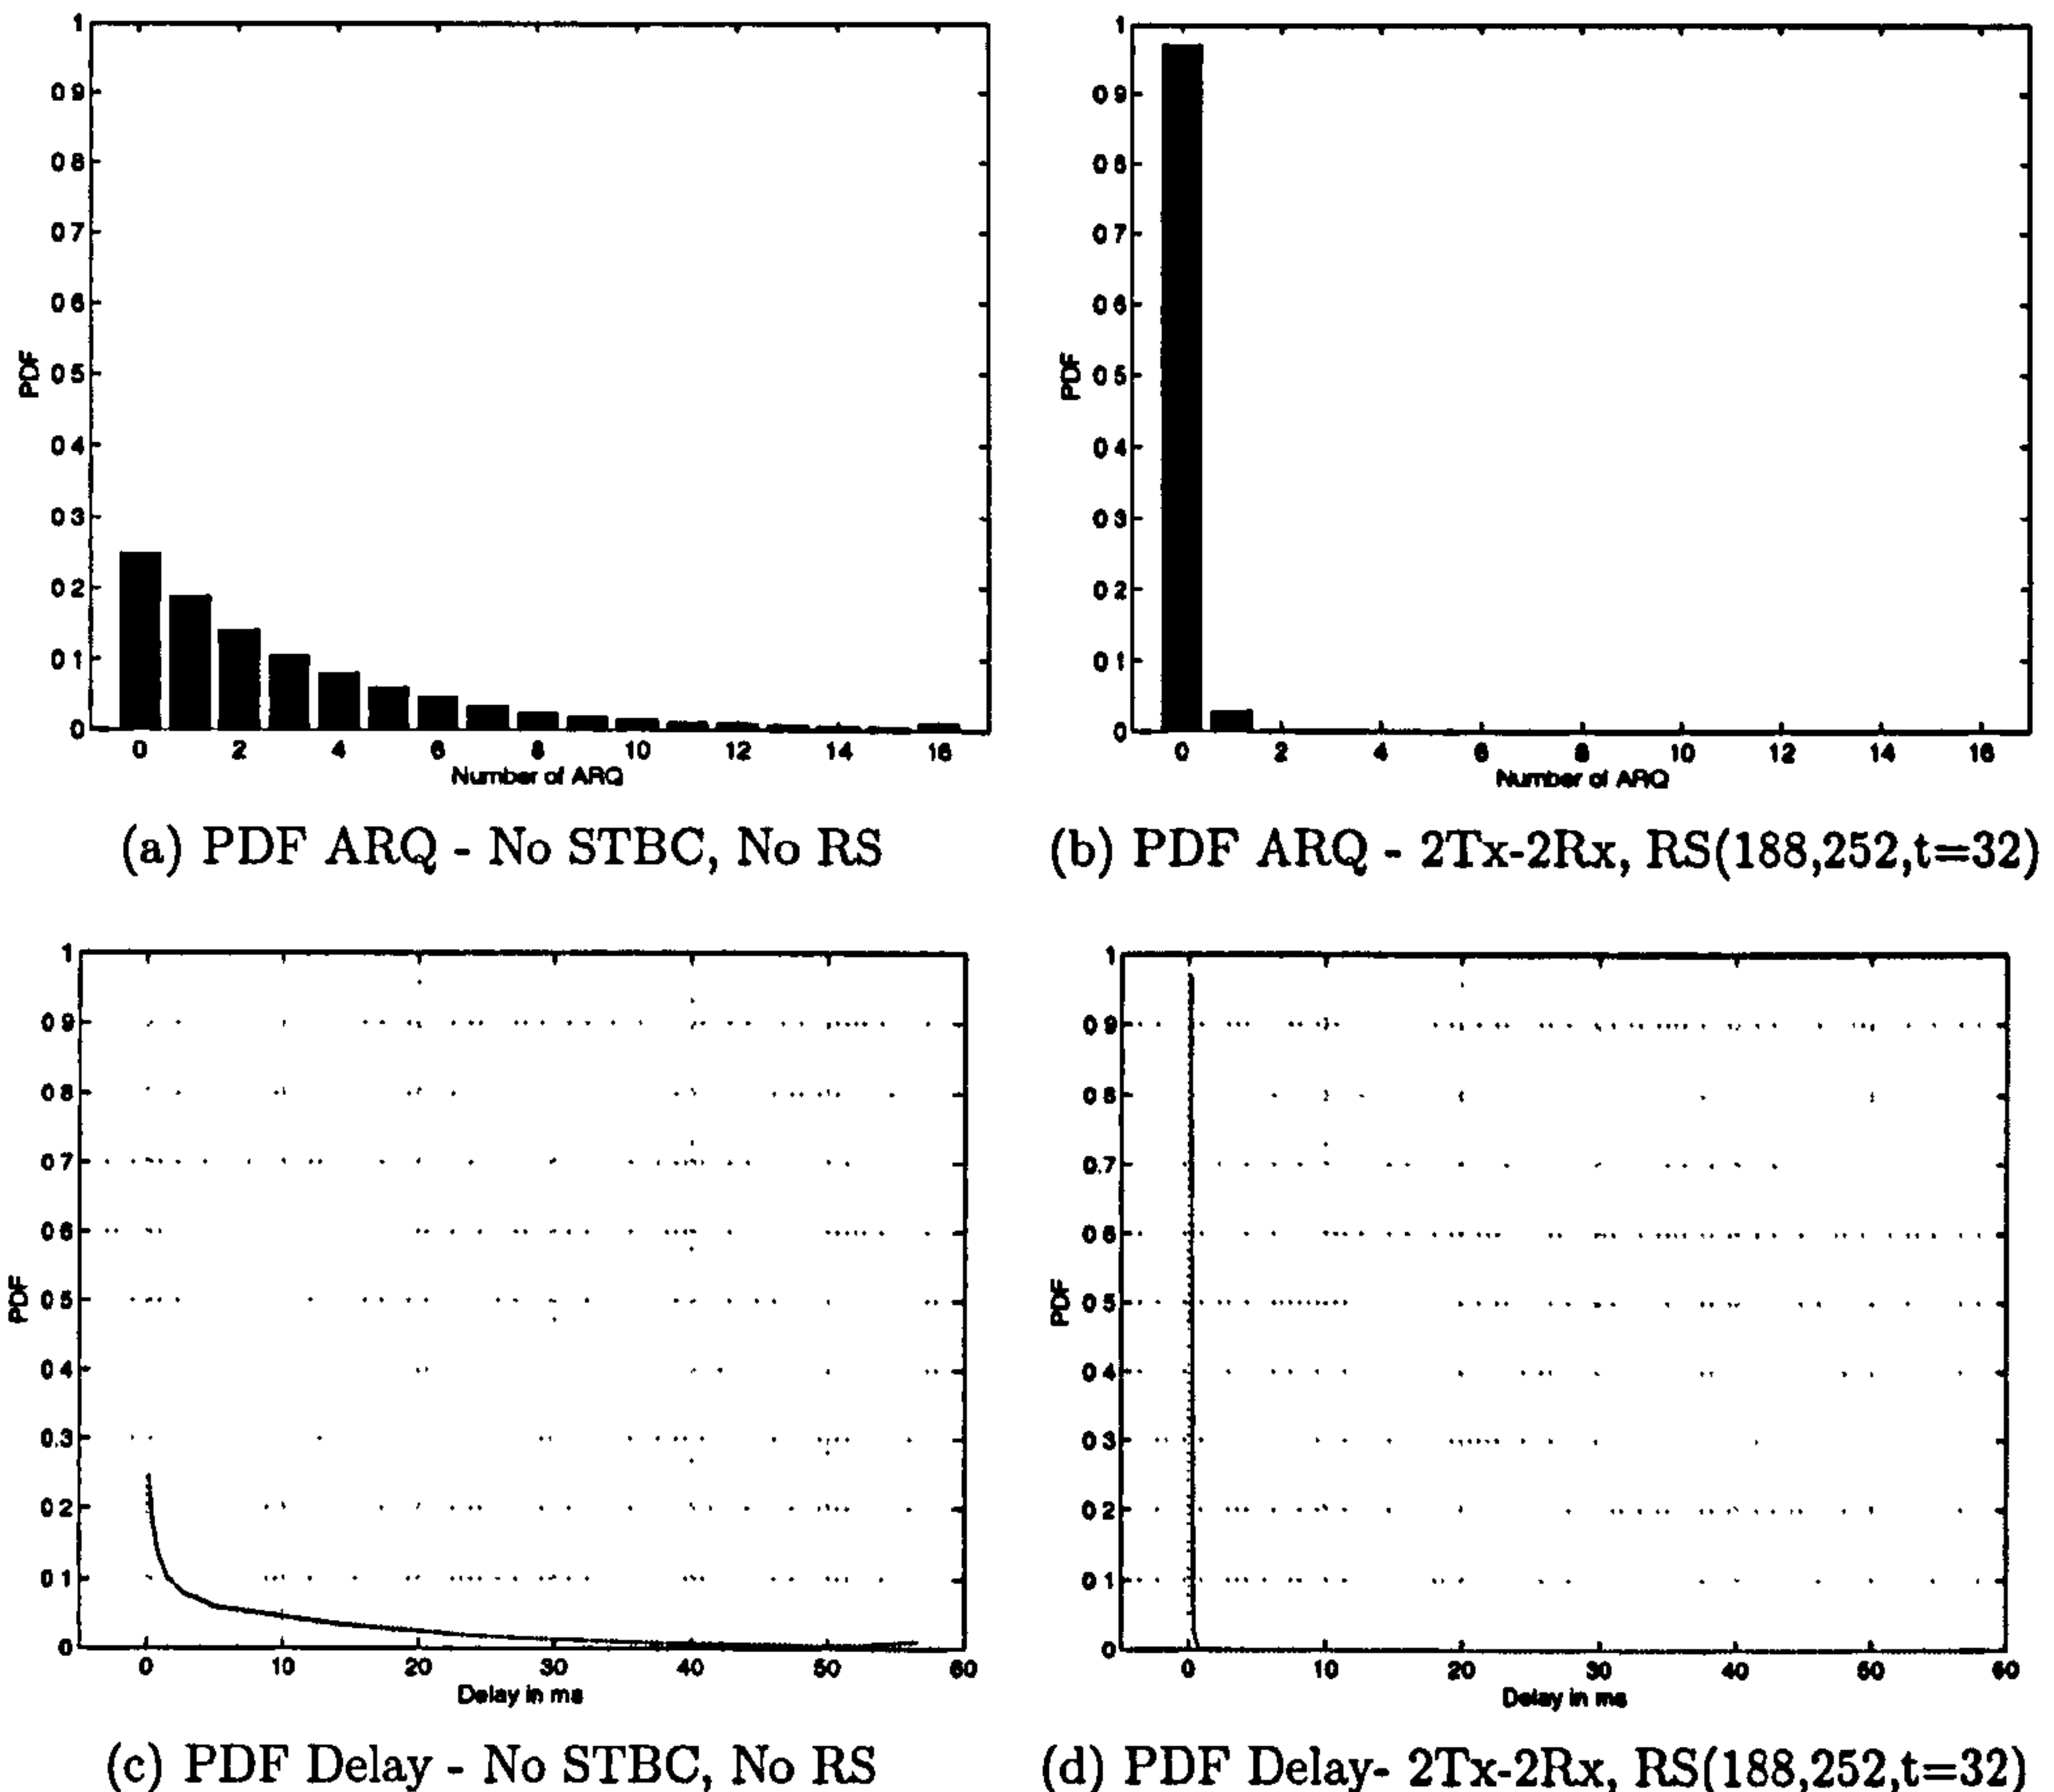 1
0 9
0 8
0 7
0 6
0 5
0 4
0 3
0 2
0 1
0
PDF
0 2 4 6 8 10 12 14 16
Number of ARQ
(a) PDF ARQ - No STBC, No RS
1
0 9
0 8
0 7
0 6
0 5
0 4
0 3
0 2
0 1
0
PDF
0 2 4 6 8 10 12 14 16
Number of ARQ
(b) PDF ARQ - 2Tx-2Rx, RS(188,252,t=32)
1
0 9
0 8
0 7
0 6
0 5
0 4
0.3
0 2
0 1
0
PDF
0 10 20 30 40 50 60
Delay in ms
(c) PDF Delay - No STBC, No RS
1
0 9
0 8
0.7
0 6
0 5
0 4
0 3
0 2
0 1
0
PDF
0 10 20 30 40 50 60
Delay in ms
(d) PDF Delay- 2Tx-2Rx, RS(188,252,t=32)